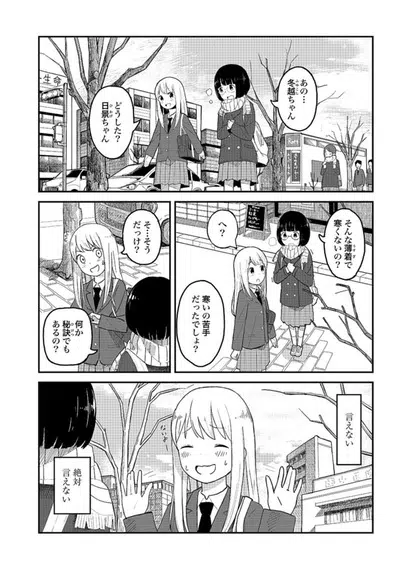 生命
あの…
冬越ちゃん
どうした?
日景ちゃん
そんな薄着で
寒くないの?
へ?
寒いの苦手
だったでしょ?
そ…そう
だっけ?
何か
秘訣でも
あるの?
言えない
ないぞ
絶対
言えない